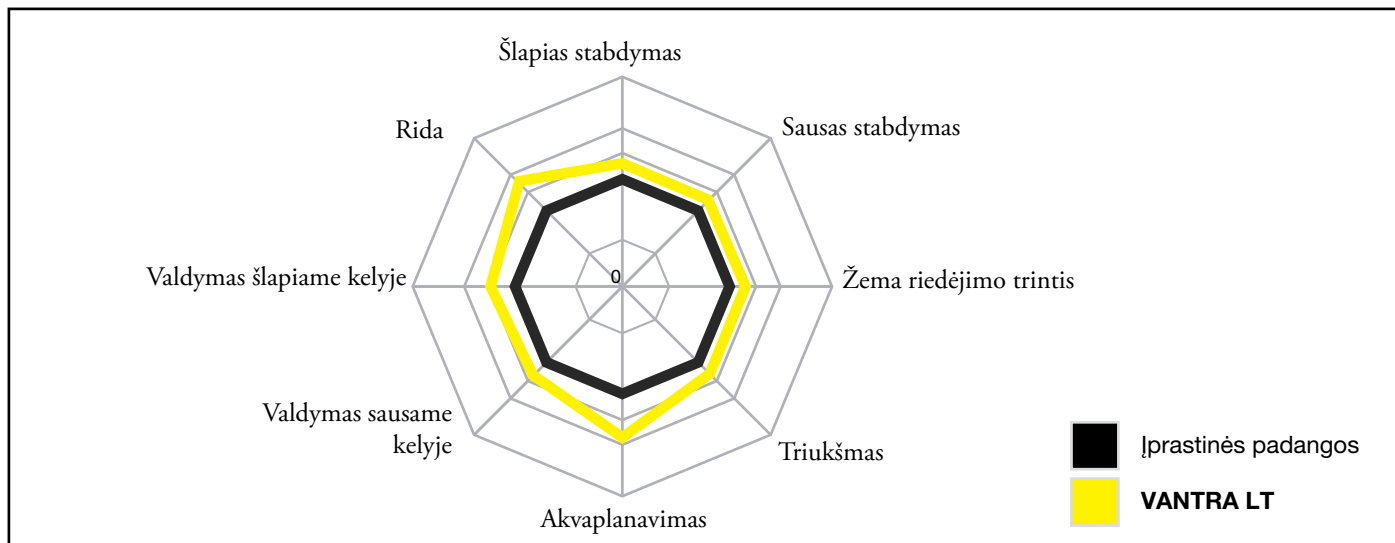 Šlapias stabdymas
Rida
Sausas stabdymas
Valdymas šlapiame kelyje
0
Žema riedėjimo trintis
Valdymas sausame
kelyje
Triukšmas
Akvaplanavimas
Įprastinės padangos
VANTRA LT